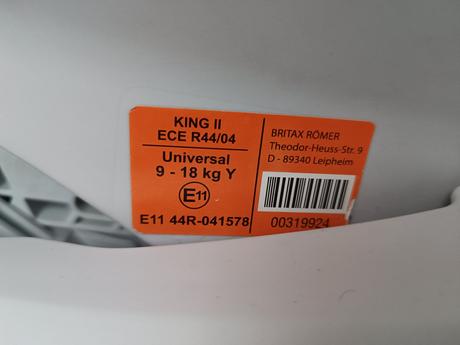 KING II
ECE R44/04
Universal
9 - 18 kg Y
E11
E11 44R-041578
BRITAX RÖMER
Theodor-Heuss-Str. 9
D - 89340 Leipheim
00319924